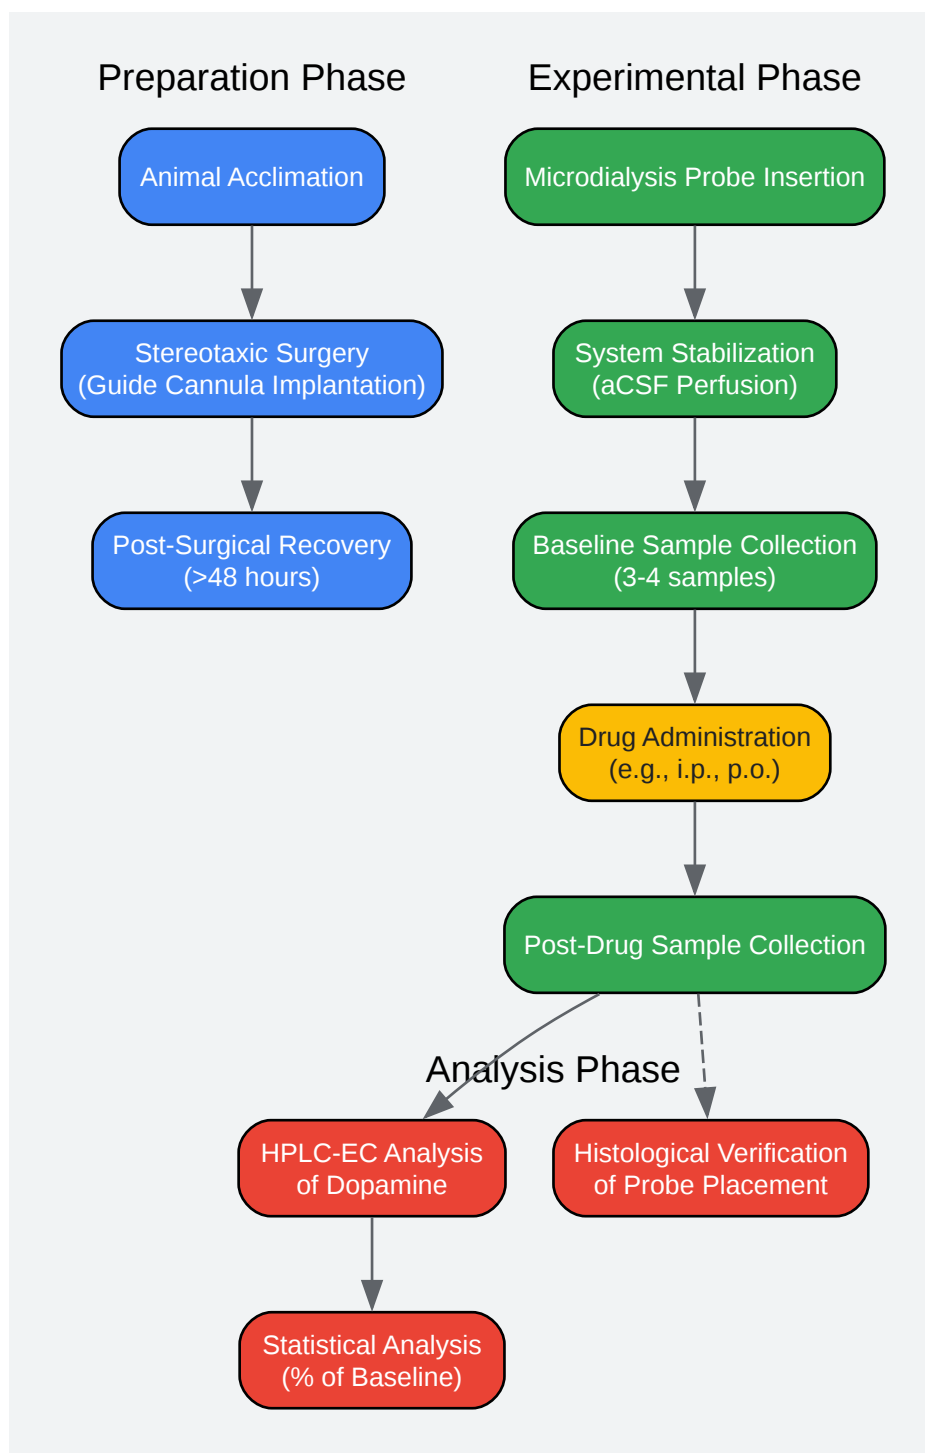 Preparation Phase
Animal Acclimation
Stereotaxic Surgery
(Guide Cannula Implantation)
Post-Surgical Recovery
(>48 hours)
Experimental Phase
Microdialysis Probe Insertion
System Stabilization
(aCSF Perfusion)
Baseline Sample Collection
(3-4 samples)
Drug Administration
(e.g., i.p., p.o.)
Post-Drug Sample Collection
Analysis Phase
HPLC-EC Analysis
of Dopamine
Histological Verification
of Probe Placement
Statistical Analysis
(% of Baseline)